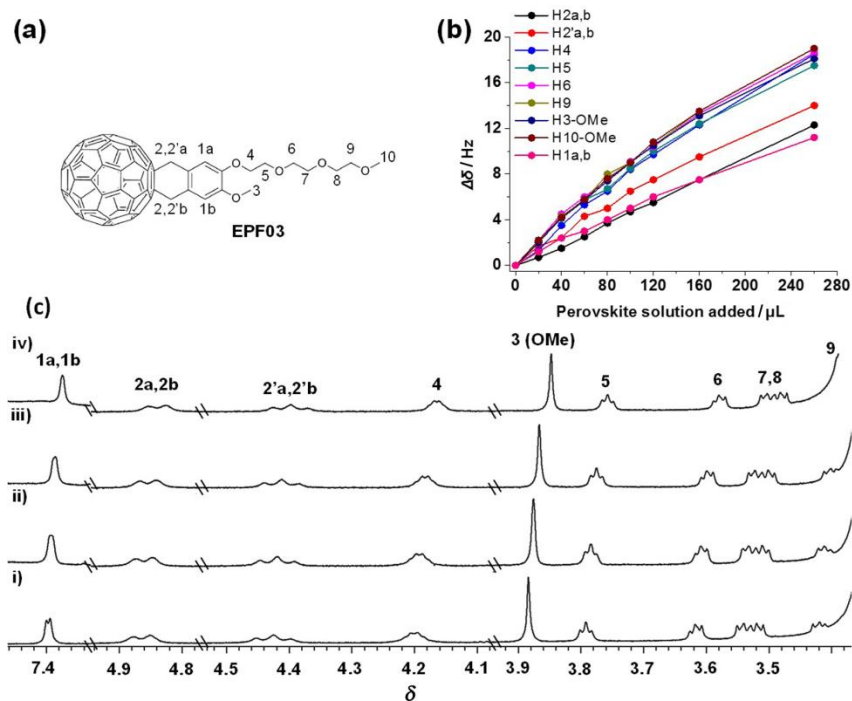 (a)
2,2'a
1a
4
6
9
O
O
O
O
10
5
7
8
3
O
2,2'b
1b
EPF03
(b)
H2a,b
H2'a,b
H4
H5
H6
H9
H3-OMe
H10-OMe
H1a,b
20
16
12
8
4
0
Δδ / Hz
0 40 80 120 160 200 240 280
Perovskite solution added / µL
(c)
iv)
1a,1b
2a,2b
2'a,2'b
4
3 (OMe)
5
6
7,8
9
iii)
ii)
i)
7.4 4.9 4.8 4.5 4.4 4.3 4.2 4.1 3.9 3.8 3.7 3.6 3.5
δ